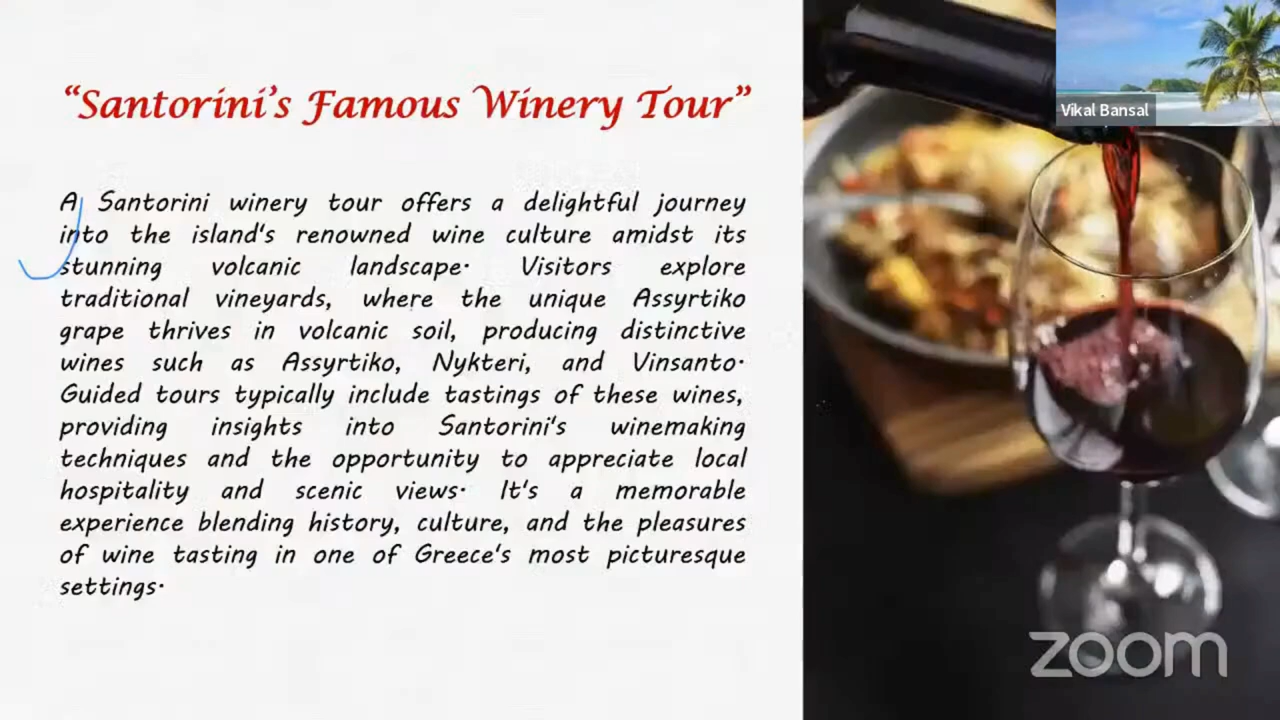 “Santorini's Famous Winery Tour”
A Santorini winery tour offers a delightful journey
into the island's renowned wine culture amidst its
stunning volcanic landscape. Visitors explore
traditional vineyards, where the unique Assyrtiko
grape thrives in volcanic soil, producing distinctive
wines such as Assyrtiko, Nykteri, and Vinsanto.
Guided tours typically include tastings of these wines,
providing insights into Santorini's winemaking
techniques and the opportunity to appreciate local
hospitality and scenic views. It's a memorable
experience blending history, culture, and the pleasures
of wine tasting in one of Greece's most picturesque
settings.
Vikal Bansal
zoom